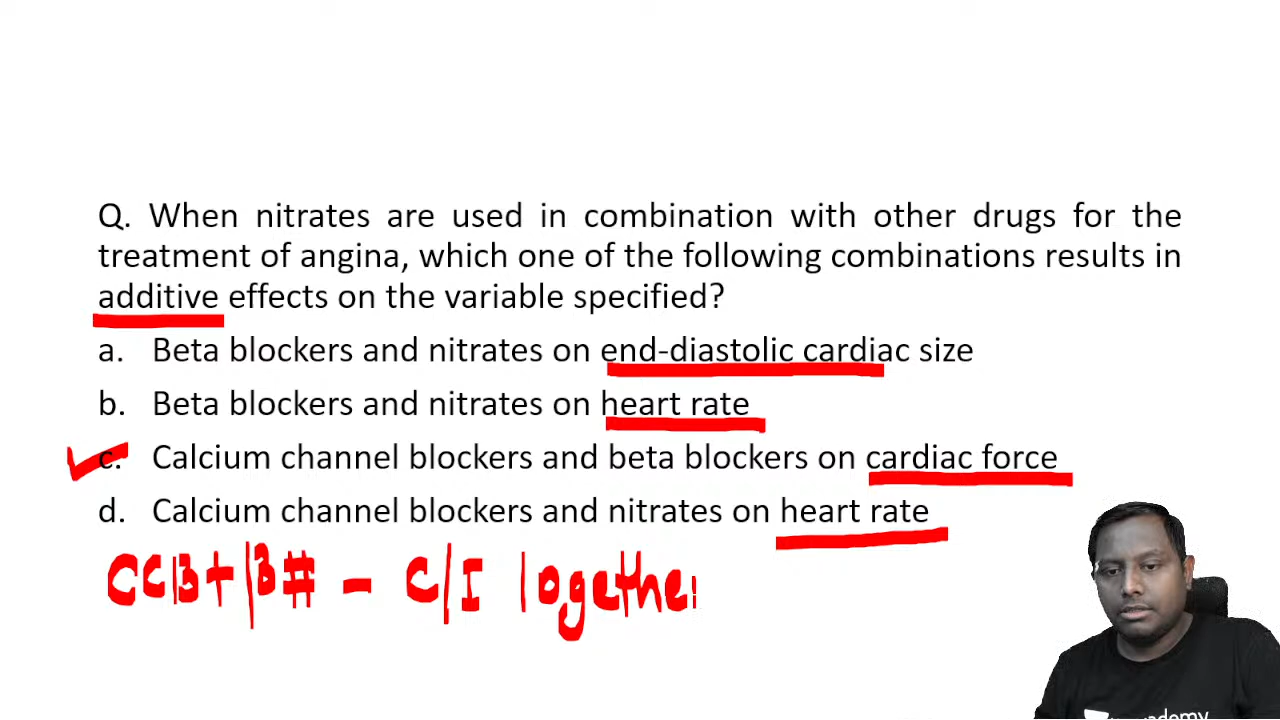 Q. When nitrates are used in combination with other drugs for the
treatment of angina, which one of the following combinations results in
additive effects on the variable specified?
a. Beta blockers and nitrates on end-diastolic cardiac size
b. Beta blockers and nitrates on heart rate
c. Calcium channel blockers and beta blockers on cardiac force
d. Calcium channel blockers and nitrates on heart rate
CCB + B# - C/I Together